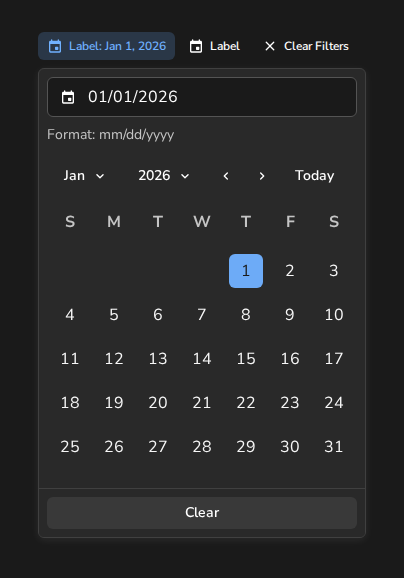 Label: Jan 1, 2026 Label Clear Filters
01/01/2026
Format: mm/dd/yyyy
Jan 2026 Today
S M T W T F S
1 2 3
4 5 6 7 8 9 10
11 12 13 14 15 16 17
18 19 20 21 22 23 24
25 26 27 28 29 30 31
Clear